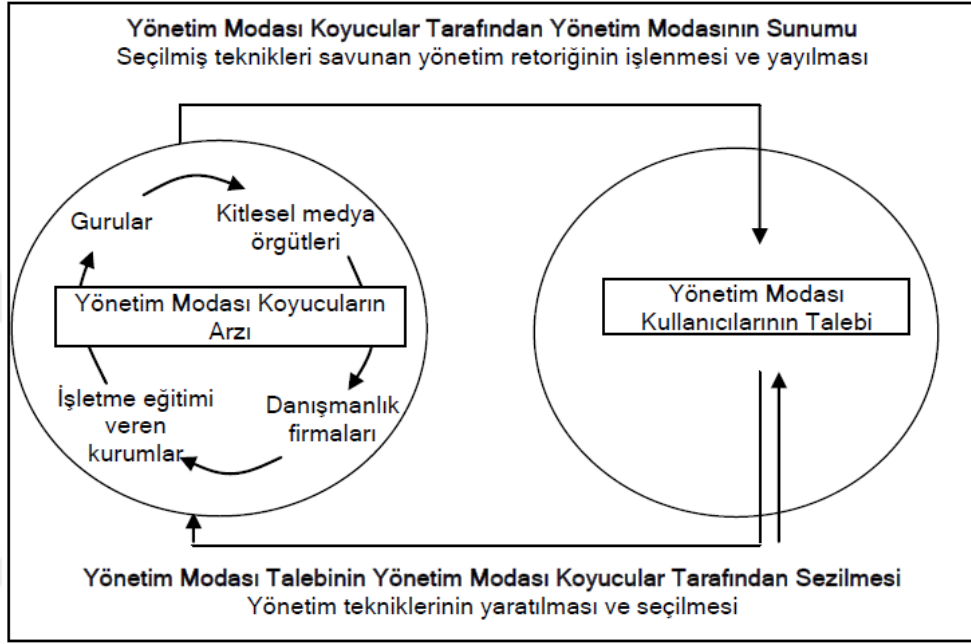 Yönetim Modası Koyucular Tarafından Yönetim Modasının Sunumu
Seçilmiş teknikleri savunan yönetim retoriğinin işlenmesi ve yayılması
Gurular
Kitlesel medya
örgütleri
Yönetim Modası Koyucuların
Arzı
İşletme eğitimi
veren
kurumlar
Danışmanlık
firmaları
Yönetim Modası
Kullanıcılarının Talebi
Yönetim Modası Talebinin Yönetim Modası Koyucular Tarafından Sezilmesi
Yönetim tekniklerinin yaratılması ve seçilmesi